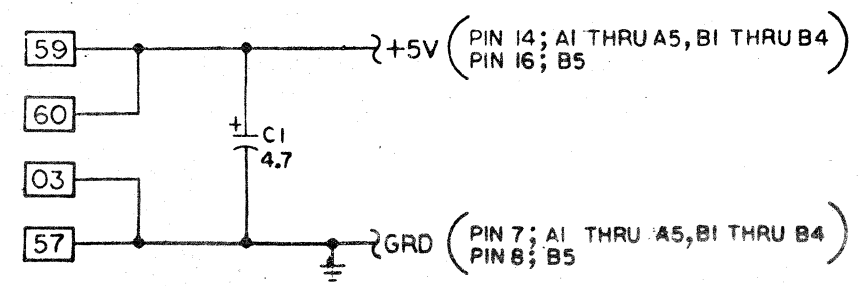 59
+5V (PIN 14; A1 THRU A5, B1 THRU B4
PIN 16; B5)
60
+
C1
4.7
03
57
GRD (PIN 7; A1 THRU A5, B1 THRU B4
PIN 8; B5)